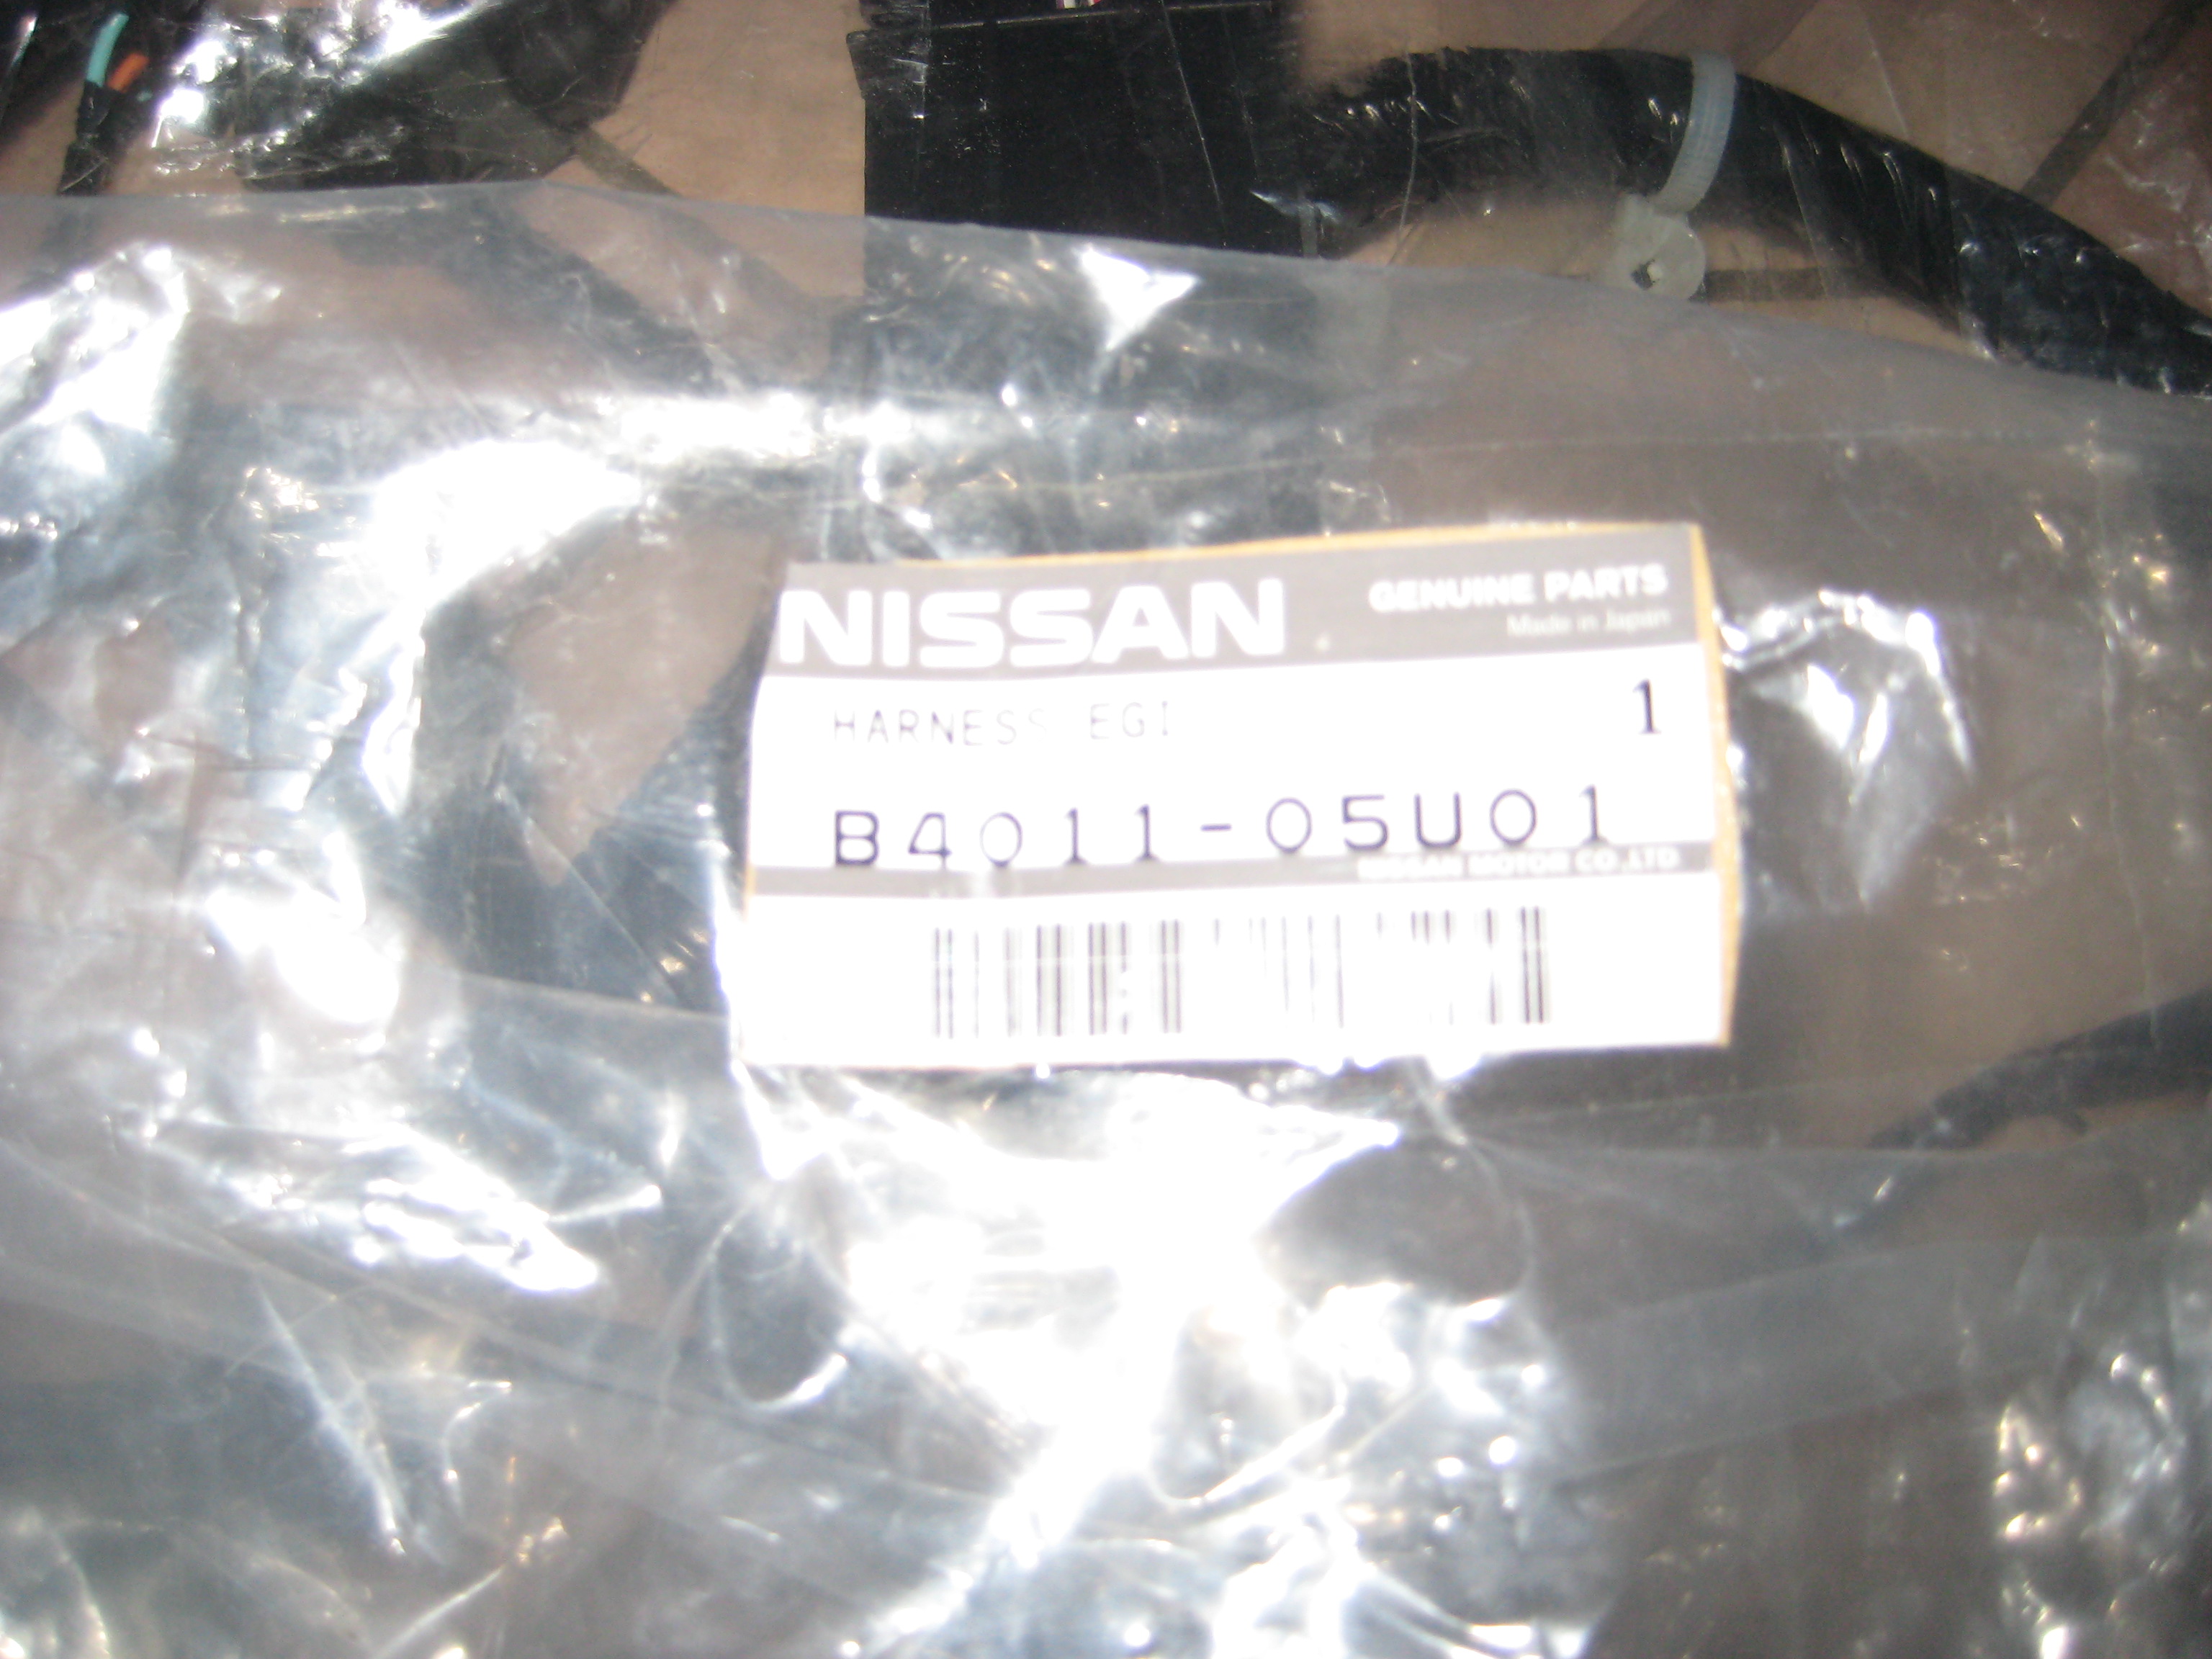 NISSAN GENUINE PARTS
Made in Japan
HARNESS EGI 1
B4011-05U01
NISSAN MOTOR CO.,LTD